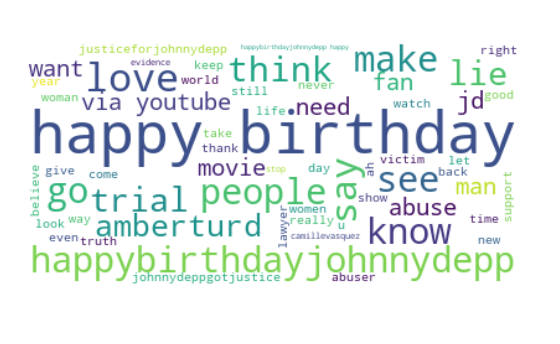 happybirthdayjohnnydepp happy
justiceforjohnnydepp
right
evidence
keep
think
make
want
love
world
never
fan
lie
year
still
woman
via youtube
life
need
watch
jd
good
happy birthday
take
thank
ah
victim
let
movie
stop
day
say
see
back
believe
give
come
people
show
man
support
go
trial
women
abuse
look
way
amberturd
really
u
lawyer
know
time
even
truth
camillevasquez
new
happybirthdayjohnnydepp
johnnydeppgotjustice
abuser